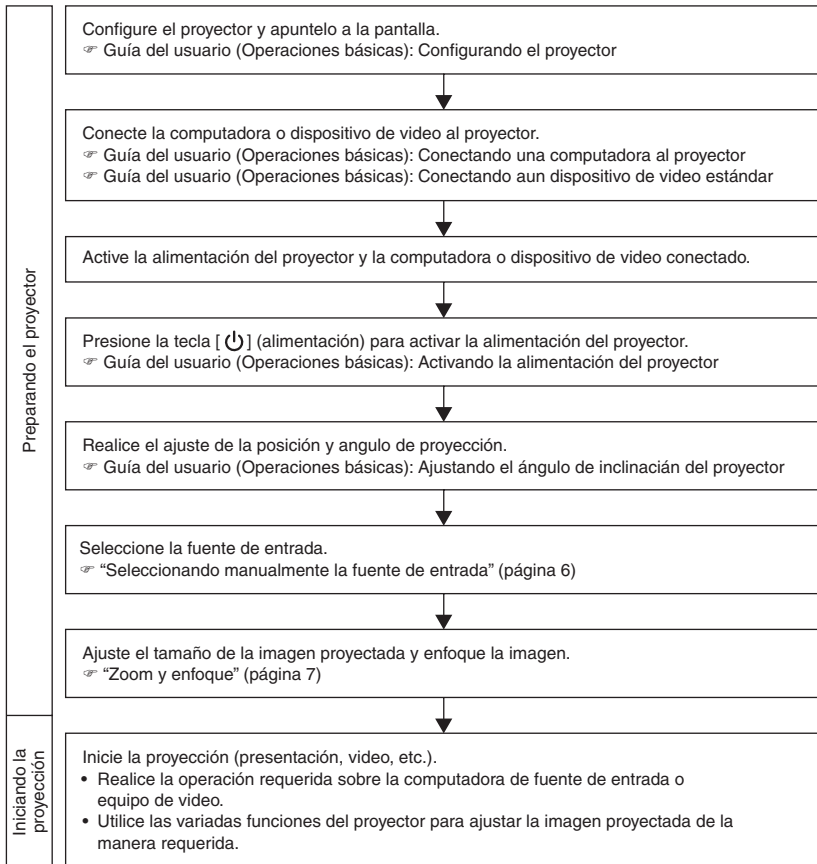 Preparando el proyector
Configure el proyector y apuntelo a la pantalla.
☞ Guía del usuario (Operaciones básicas): Configurando el proyector
Conecte la computadora o dispositivo de video al proyector.
☞ Guía del usuario (Operaciones básicas): Conectando una computadora al proyector
☞ Guía del usuario (Operaciones básicas): Conectando aun dispositivo de video estándar
Active la alimentación del proyector y la computadora o dispositivo de video conectado.
Presione la tecla [ ⏻ ] (alimentación) para activar la alimentación del proyector.
☞ Guía del usuario (Operaciones básicas): Activando la alimentación del proyector
Realice el ajuste de la posición y angulo de proyección.
☞ Guía del usuario (Operaciones básicas): Ajustando el ángulo de inclinacián del proyector
Seleccione la fuente de entrada.
☞ “Seleccionando manualmente la fuente de entrada” (página 6)
Ajuste el tamaño de la imagen proyectada y enfoque la imagen.
☞ “Zoom y enfoque” (página 7)
Iniciando la
proyección
Inicie la proyección (presentación, video, etc.).
• Realice la operación requerida sobre la computadora de fuente de entrada o
equipo de video.
• Utilice las variadas funciones del proyector para ajustar la imagen proyectada de la
manera requerida.